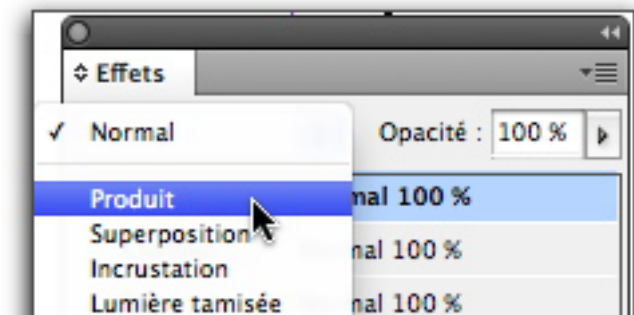 Effets
✓ Normal
Opacité : 100 %
Produit
mal 100 %
Superposition
mal 100 %
Incrustation
Lumière tamisée
mal 100 %